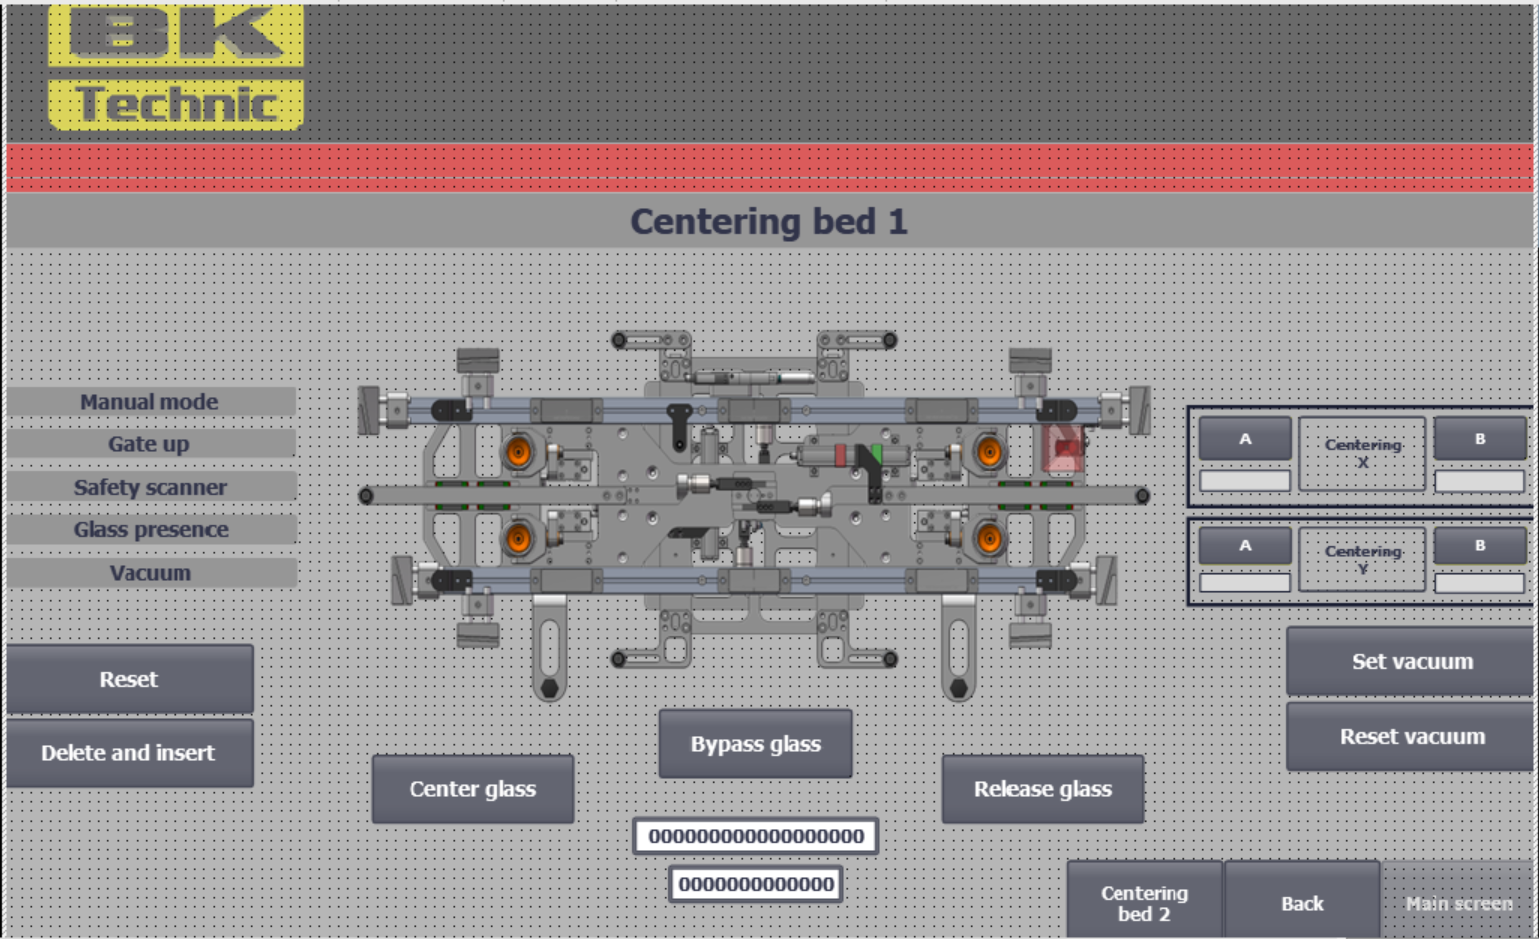 BK
Technic
Centering bed 1
Manual mode
Gate up
Safety scanner
Glass presence
Vacuum
A
Centering
X
B
A
Centering
Y
B
Reset
Delete and insert
Set vacuum
Reset vacuum
Bypass glass
Center glass
Release glass
000000000000000000
0000000000000
Centering
bed 2
Back
Main screen